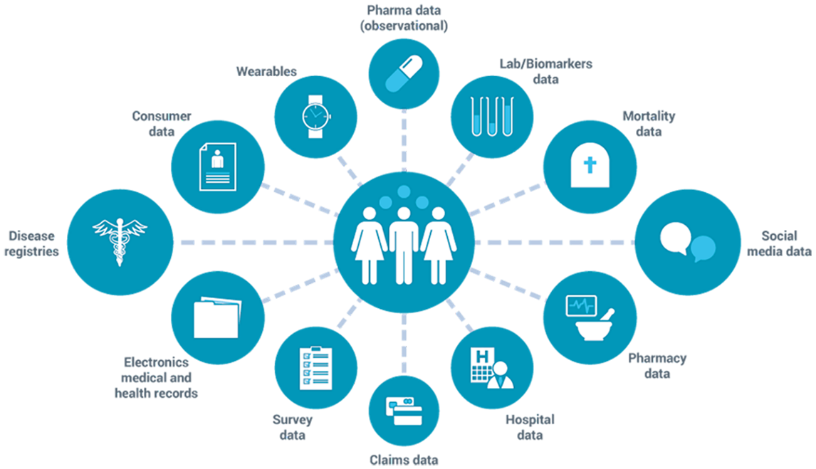 Pharma data
(observational)
Wearables
Lab/Biomarkers
data
Consumer
data
Mortality
data
Disease
registries
Social
media data
Electronics
medical and
health records
Pharmacy
data
Survey
data
Hospital
data
Claims data
H